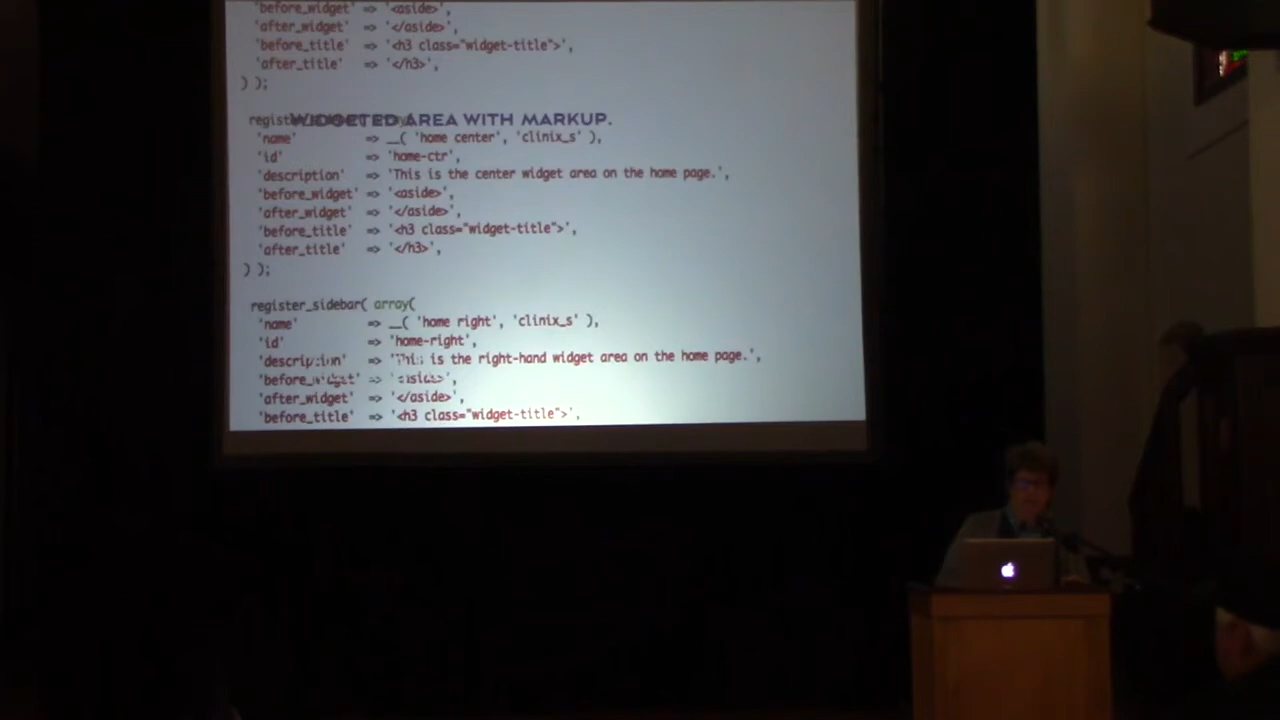 'before_widget' => '<aside>',
'after_widget' => '</aside>',
'before_title' => '<h3 class="widget-title">',
'after_title' => '</h3>',
) );
WIDGETED AREA WITH MARKUP.
'name' => __( 'home center', 'clinix_s' ),
'id' => 'home-ctr',
'description' => 'This is the center widget area on the home page.',
'before_widget' => '<aside>',
'after_widget' => '</aside>',
'before_title' => '<h3 class="widget-title">',
'after_title' => '</h3>',
) );
register_sidebar( array(
'name' => __( 'home right', 'clinix_s' ),
'id' => 'home-right',
'description' => 'This is the right-hand widget area on the home page.',
'before_widget' => '<aside>',
'after_widget' => '</aside>',
'before_title' => '<h3 class="widget-title">',